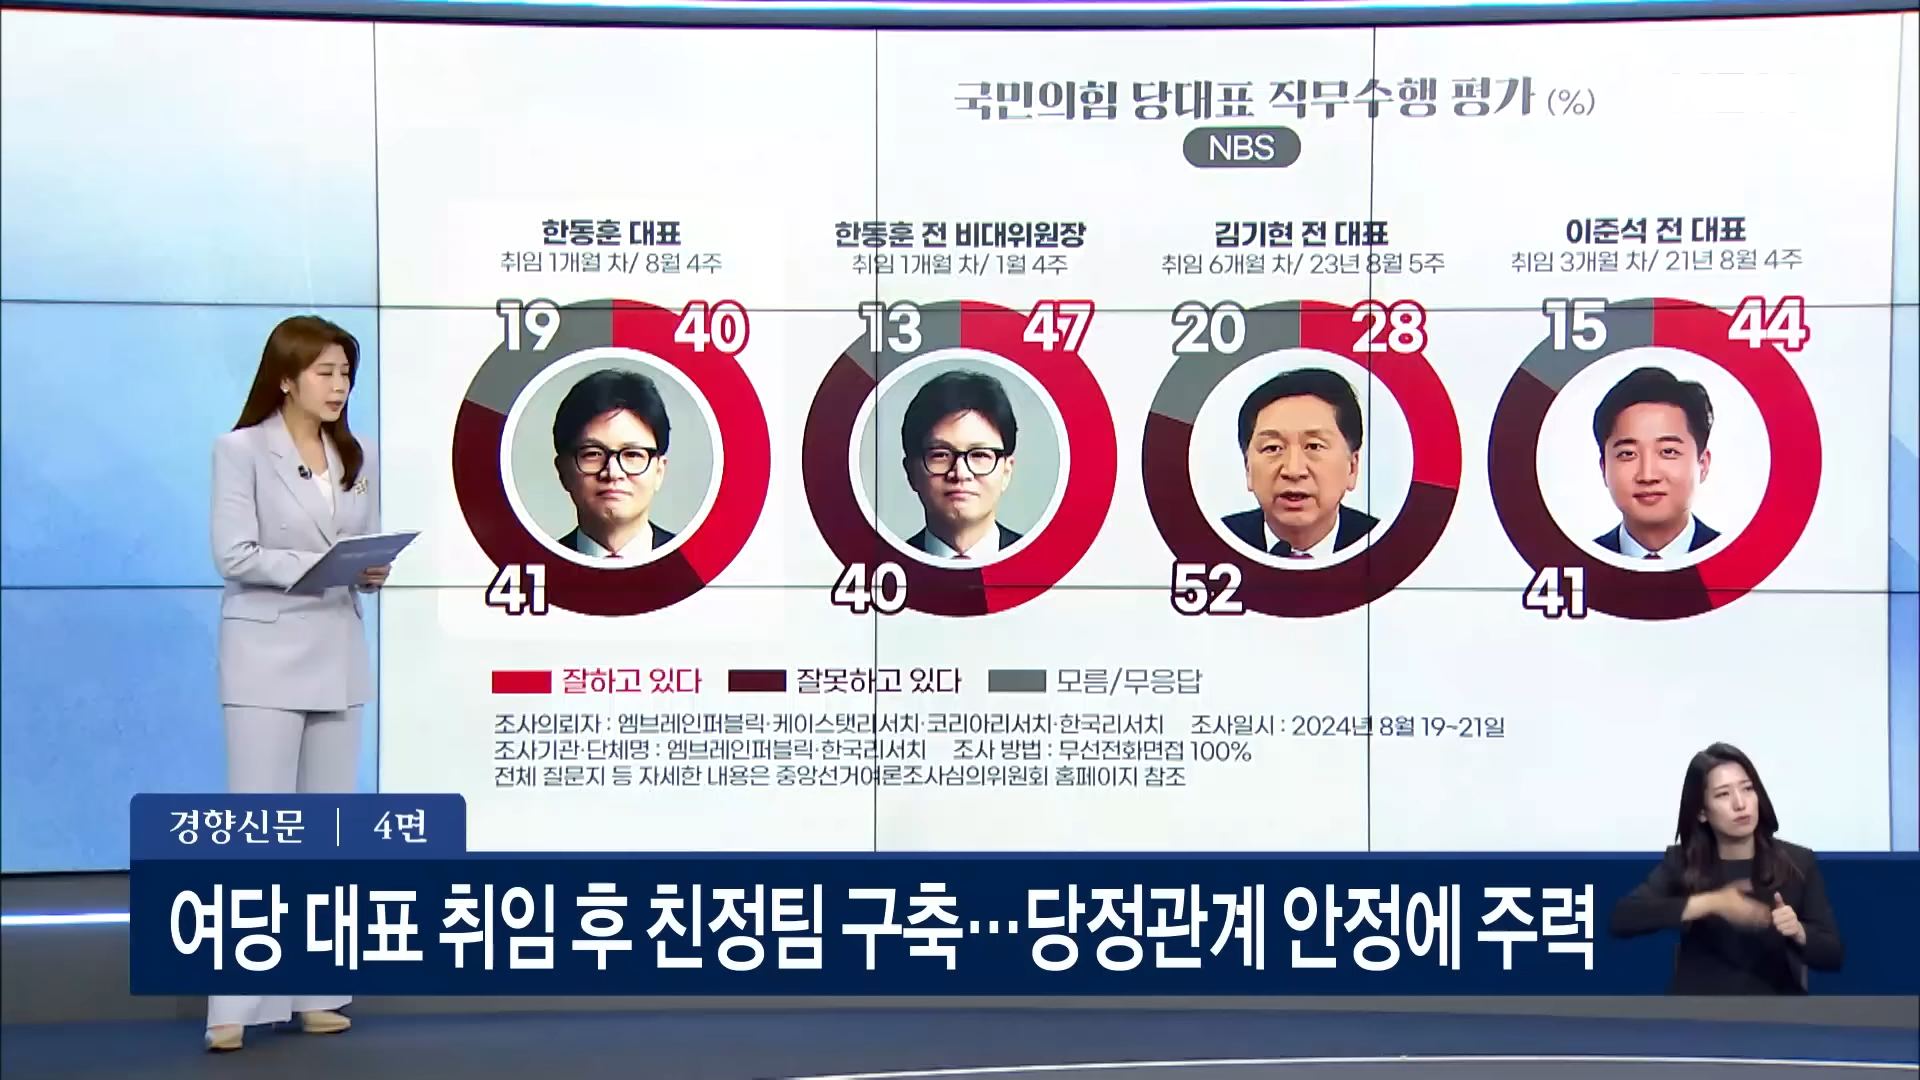 국민의힘 당대표 직무수행 평가 (%)
NBS
한동훈 대표
취임 1개월 차/ 8월 4주
19
40
41
한동훈 전 비대위원장
취임 1개월 차/ 1월 4주
13
47
40
김기현 전 대표
취임 6개월 차/ 23년 8월 5주
20
28
52
이준석 전 대표
취임 3개월 차/ 21년 8월 4주
15
44
41
잘하고 있다 잘못하고 있다 모름/무응답
조사의뢰자 : 엠브레인퍼블릭·케이스탯리서치·코리아리서치·한국리서치 조사일시 : 2024년 8월 19~21일
조사기관·단체명 : 엠브레인퍼블릭·한국리서치 조사 방법 : 무선전화면접 100%
전체 질문지 등 자세한 내용은 중앙선거여론조사심의위원회 홈페이지 참조
경향신문 | 4면
여당 대표 취임 후 친정팀 구축…당정관계 안정에 주력